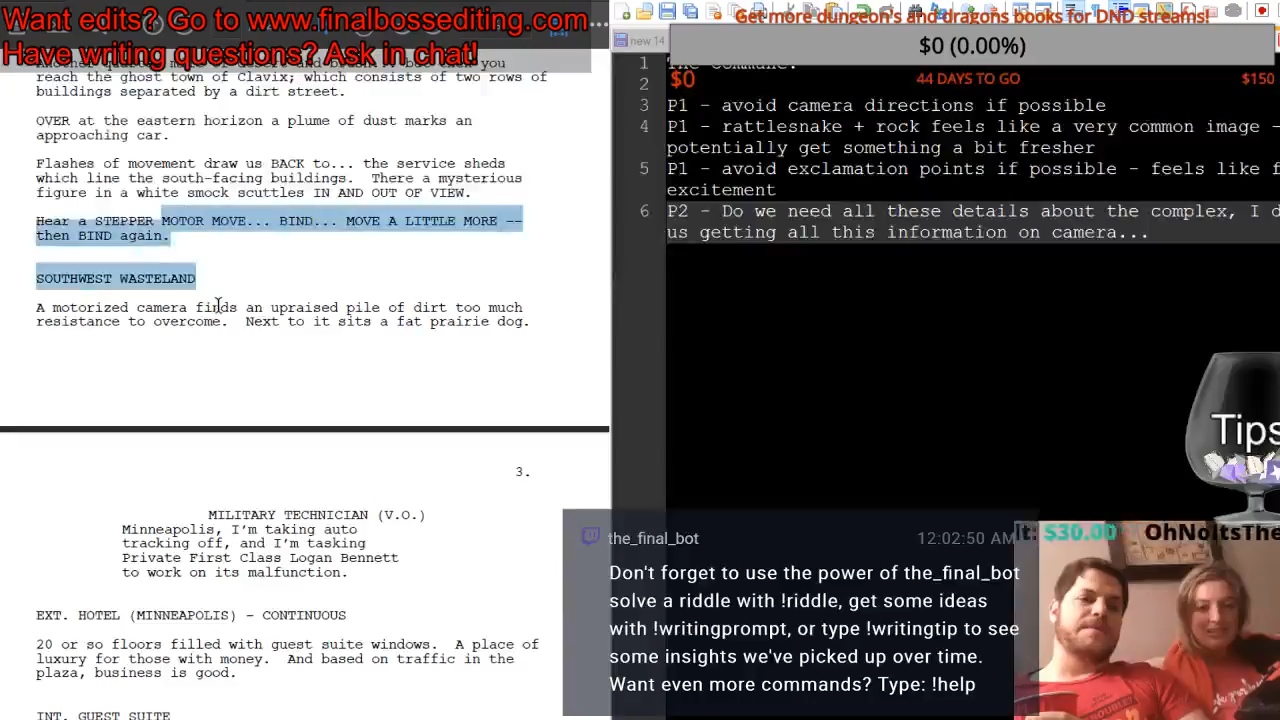 Want edits? Go to www.finalbossediting.com
Have writing questions? Ask in chat!
reach the ghost town of Clavix; which consists of two rows of
buildings separated by a dirt street.
OVER at the eastern horizon a plume of dust marks an
approaching car.
Flashes of movement draw us BACK to... the service sheds
which line the south-facing buildings.  There a mysterious
figure in a white smock scuttles IN AND OUT OF VIEW.
Hear a STEPPER MOTOR MOVE... BIND... MOVE A LITTLE MORE --
then BIND again.
SOUTHWEST WASTELAND
A motorized camera finds an upraised pile of dirt too much
resistance to overcome.  Next to it sits a fat prairie dog.
3.
MILITARY TECHNICIAN (V.O.)
Minneapolis, I'm taking auto
tracking off, and I'm tasking
Private First Class Logan Bennett
to work on its malfunction.
EXT. HOTEL (MINNEAPOLIS) - CONTINUOUS
20 or so floors filled with guest suite windows.  A place of
luxury for those with money.  And based on traffic in the
plaza, business is good.
INT. GUEST SUITE
Get more dungeon's and dragons books for DND streams!
new 14
$0 (0.00%)
$0
44 DAYS TO GO
$150
1
2
3 P1 - avoid camera directions if possible
4 P1 - rattlesnake + rock feels like a very common image -
potentially get something a bit fresher
5 P1 - avoid exclamation points if possible - feels like f
excitement
6 P2 - Do we need all these details about the complex, I d
us getting all this information on camera...
Tips
the_final_bot 12:02:50 AM
Don't forget to use the power of the_final_bot
solve a riddle with !riddle, get some ideas
with !writingprompt, or type !writingtip to see
some insights we've picked up over time.
Want even more commands? Type: !help
It: $30.00 OhNoItsThe